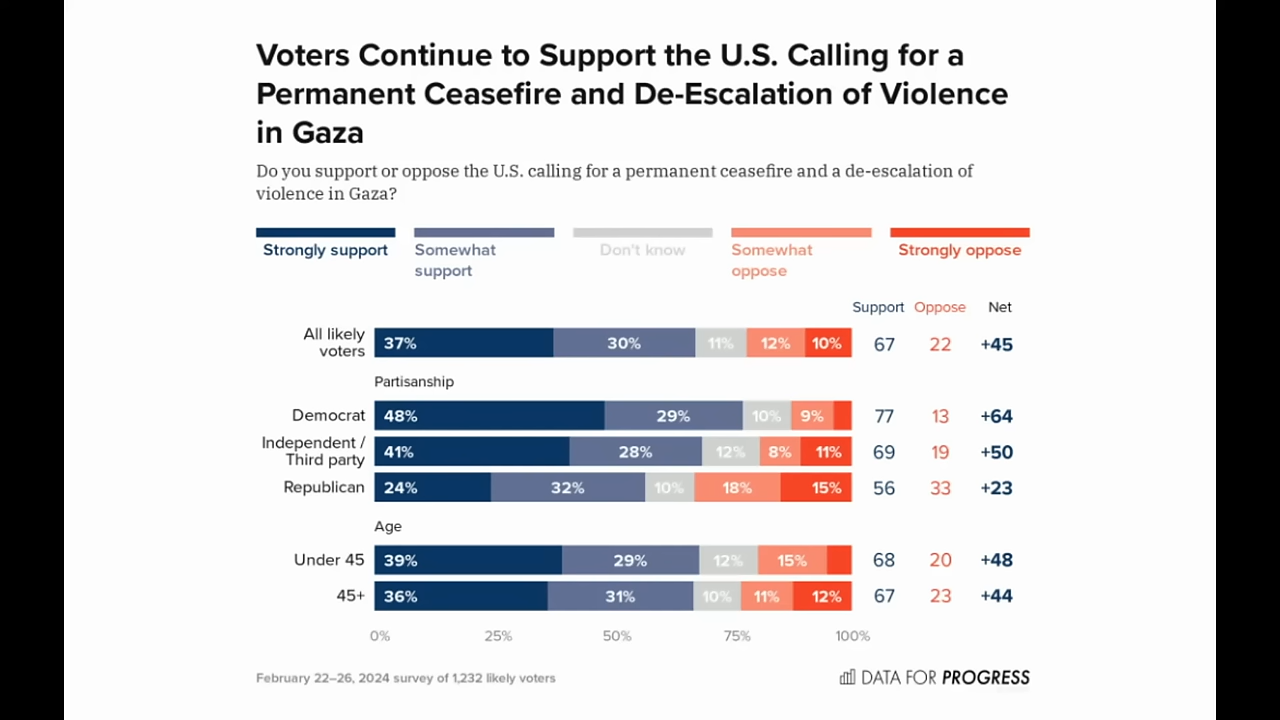 Voters Continue to Support the U.S. Calling for a
Permanent Ceasefire and De-Escalation of Violence
in Gaza
Do you support or oppose the U.S. calling for a permanent ceasefire and a de-escalation of
violence in Gaza?
Strongly support Somewhat support Don't know Somewhat oppose Strongly oppose
Support Oppose Net
All likely voters 37% 30% 11% 12% 10% 67 22 +45
Partisanship
Democrat 48% 29% 10% 9% 77 13 +64
Independent / Third party 41% 28% 12% 8% 11% 69 19 +50
Republican 24% 32% 10% 18% 15% 56 33 +23
Age
Under 45 39% 29% 12% 15% 68 20 +48
45+ 36% 31% 10% 11% 12% 67 23 +44
0% 25% 50% 75% 100%
February 22–26, 2024 survey of 1,232 likely voters DATA FOR PROGRESS